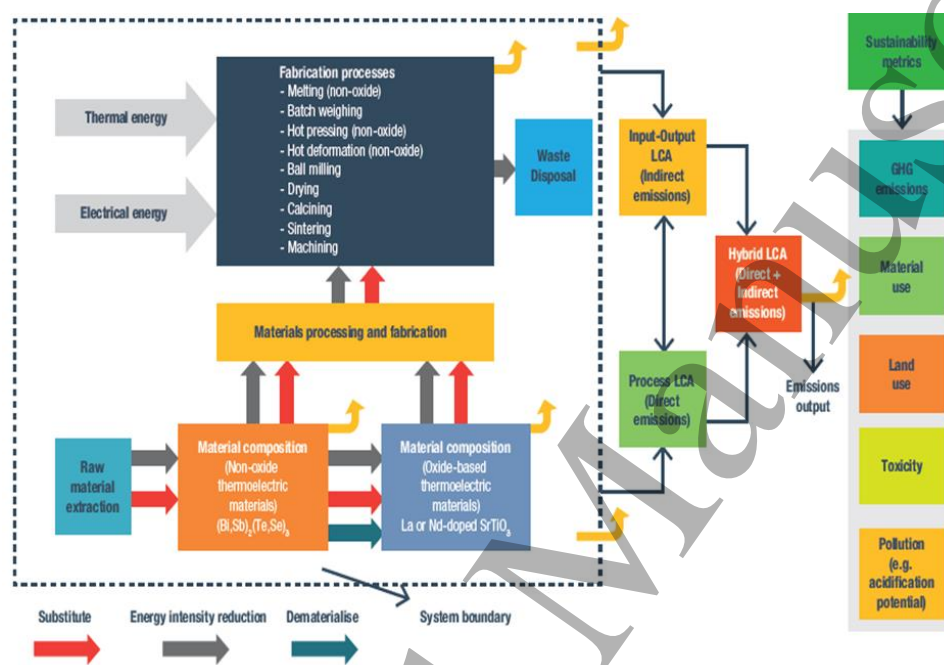 Fabrication processes
- Melting (non-oxide)
- Batch weighing
- Hot pressing (non-oxide)
- Hot deformation (non-oxide)
- Ball milling
- Drying
- Calcining
- Sintering
- Machining
Thermal energy
Electrical energy
Waste
Disposal
Materials processing and fabrication
Raw
material
extraction
Material composition
(Non-oxide
thermoelectric
materials)
(Bi,Sb)₂(Te,Se)₃
Material composition
(Oxide-based
thermoelectric
materials)
La or Nd-doped SrTiO₃
Input-Output
LCA
(Indirect
emissions)
Process LCA
(Direct
emissions)
Hybrid LCA
(Direct +
Indirect
emissions)
Emissions
output
Sustainability
metrics
GHG
emissions
Material
use
Land
use
Toxicity
Pollution
(e.g.
acidification
potential)
Substitute
Energy intensity reduction
Dematerialise
System boundary